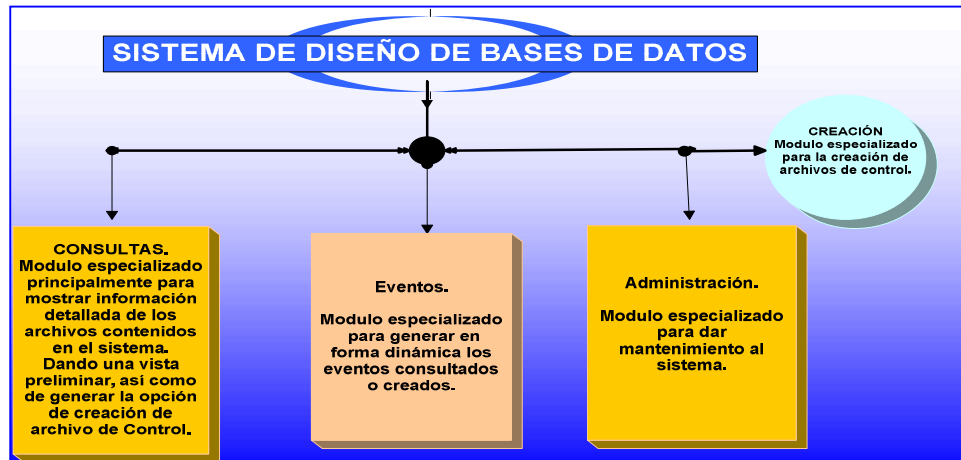 SISTEMA DE DISEÑO DE BASES DE DATOS
CREACIÓN
Modulo especializado
para la creación de
archivos de control.
CONSULTAS.
Modulo especializado
principalmente para
mostrar información
detallada de los
archivos contenidos
en el sistema.
Dando una vista
preliminar, así como
de generar la opción
de creación de
archivo de Control.
Eventos.
Modulo especializado
para generar en
forma dinámica los
eventos consultados
o creados.
Administración.
Modulo especializado
para dar
mantenimiento al
sistema.